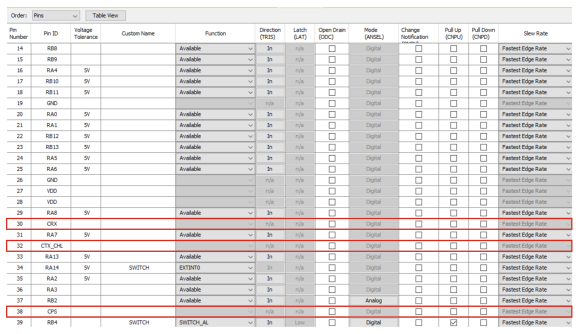 Order: Pins Table View
Pin Number Pin ID Voltage Tolerance Custom Name Function Direction (TRIS) Latch (LAT) Open Drain (ODC) Mode (ANSEL) Change Notification Pull Up (CNPU) Pull Down (CNPD) Slew Rate
14 RB8 Available In n/a Digital Fastest Edge Rate
15 RB9 Available In n/a Digital Fastest Edge Rate
16 RA4 5V Available In n/a Digital Fastest Edge Rate
17 RB10 5V Available In n/a Digital Fastest Edge Rate
18 RB11 5V Available In n/a Digital Fastest Edge Rate
19 GND n/a n/a Digital Fastest Edge Rate
20 RA0 5V Available In n/a Digital Fastest Edge Rate
21 RA1 5V Available In n/a Digital Fastest Edge Rate
22 RB12 5V Available In n/a Digital Fastest Edge Rate
23 RB13 5V Available In n/a Digital Fastest Edge Rate
24 RA5 5V Available In n/a Digital Fastest Edge Rate
25 RA6 5V Available In n/a Digital Fastest Edge Rate
26 GND n/a n/a Digital Fastest Edge Rate
27 VDD n/a n/a Digital Fastest Edge Rate
28 VDD n/a n/a Digital Fastest Edge Rate
29 RA8 5V Available In n/a Digital Fastest Edge Rate
30 CRX n/a n/a Digital Fastest Edge Rate
31 RA7 5V Available In n/a Digital Fastest Edge Rate
32 CTX_CHL n/a n/a Digital Fastest Edge Rate
33 RA13 5V Available In n/a Digital Fastest Edge Rate
34 RA14 5V SWITCH EXTINT0 In n/a Digital Fastest Edge Rate
35 RA2 5V Available In n/a Digital Fastest Edge Rate
36 RA3 Available In n/a Digital Fastest Edge Rate
37 RB2 Available In n/a Analog Fastest Edge Rate
38 CPS n/a n/a Digital Fastest Edge Rate
39 RB4 SWITCH SWITCH_AL In Low Digital Fastest Edge Rate